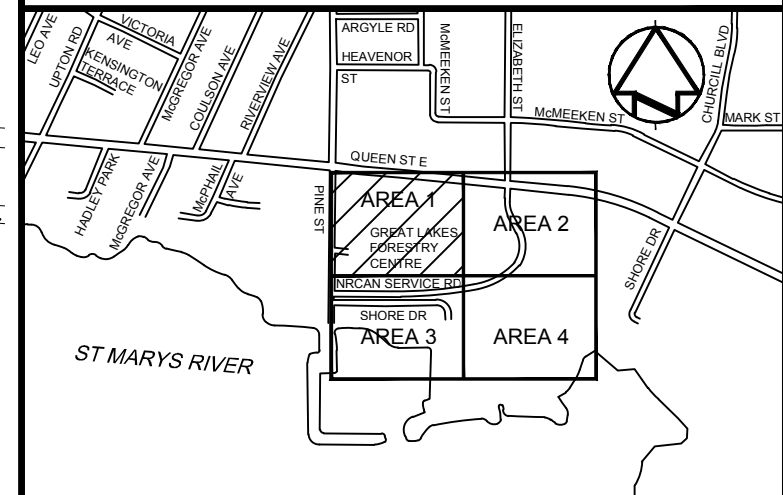 LEO AVE
UPTON RD
VICTORIA
AVE
KENSINGTON
TERRACE
McGREGOR AVE
COULSON AVE
RIVERVIEW AVE
ARGYLE RD
HEAVENOR
ST
McMEEKEN ST
ELIZABETH ST
McMEEKEN ST
CHURCILL BLVD
MARK ST
QUEEN ST E
HADLEY PARK
McGREGOR AVE
McPHAIL
AVE
PINE ST
AREA 1
GREAT LAKES
FORESTRY
CENTRE
AREA 2
NRCAN SERVICE RD
SHORE DR
SHORE DR
AREA 3
AREA 4
ST MARYS RIVER